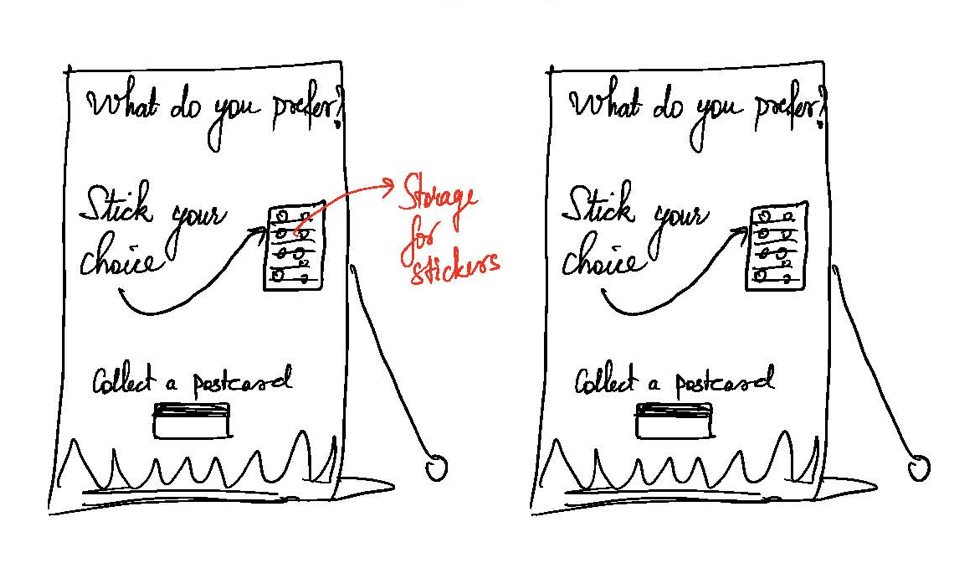 What do you prefer?
Stick your
choice
Storage
for
stickers
Collect a postcard
What do you prefer?
Stick your
choice
Collect a postcard